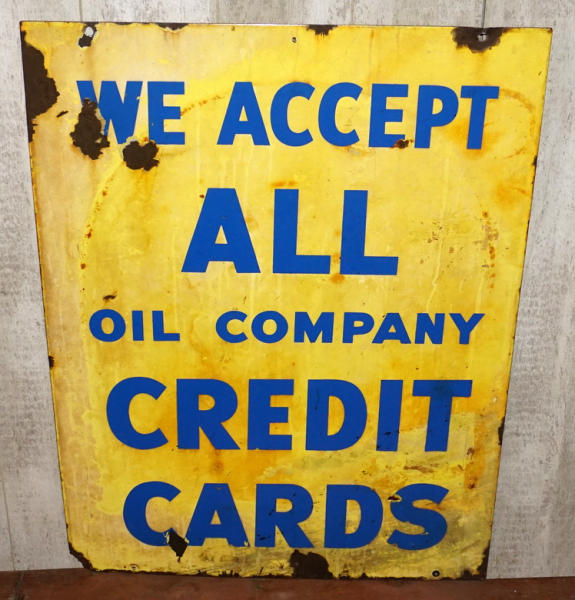 WE ACCEPT
ALL
OIL COMPANY
CREDIT
CARDS